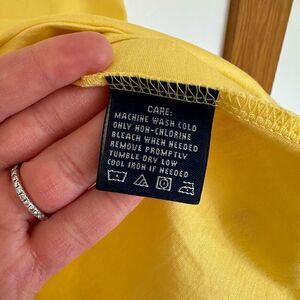 CARE:
MACHINE WASH COLD
ONLY NON-CHLORINE
BLEACH WHEN NEEDED
REMOVE PROMPTLY
TUMBLE DRY LOW
COOL IRON IF NEEDED